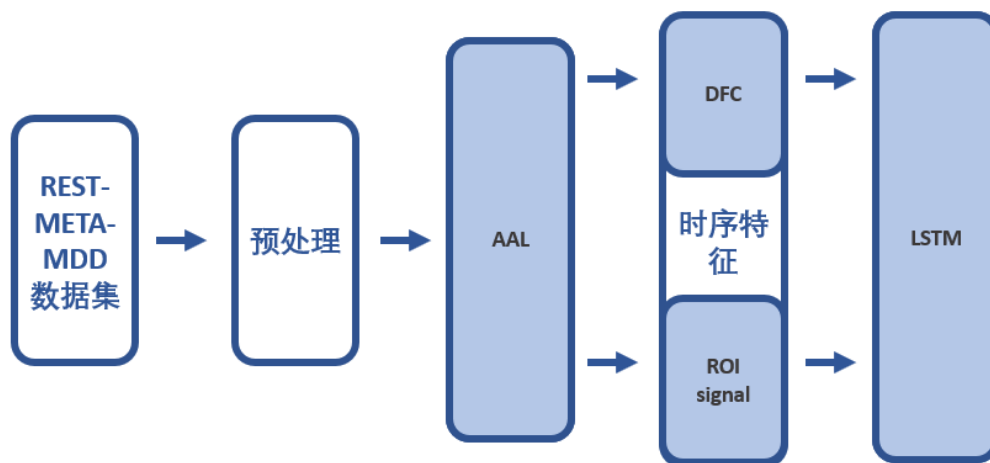 REST-
META-
MDD
数据集
预处理
AAL
DFC
时序特
征
ROI
signal
LSTM